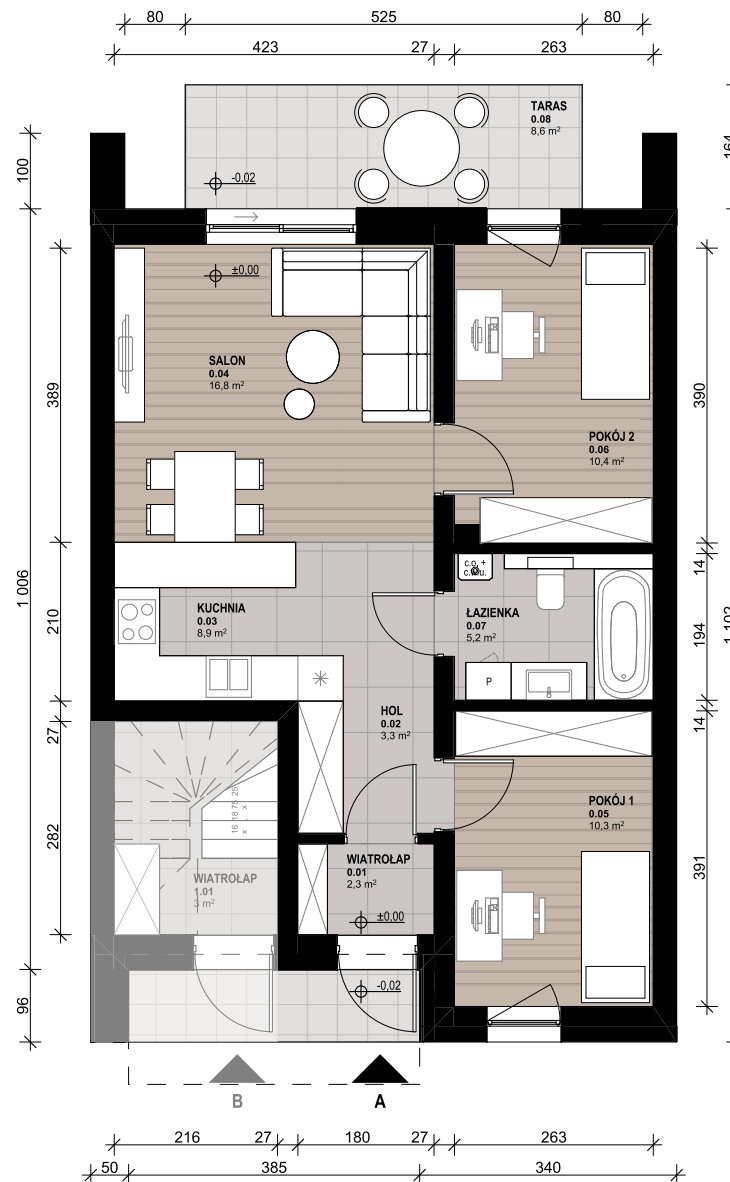 80
525
80
423
27
263
TARAS
0.08
8,6 m²
-0,02
100
164
±0,00
SALON
0.04
16,8 m²
389
390
POKÓJ 2
0.06
10,4 m²
1 006
c.o. +
c.w.u.
14
KUCHNIA
0.03
8,9 m²
ŁAZIENKA
0.07
5,2 m²
210
194
1 102
P
HOL
0.02
3,3 m²
27
14
POKÓJ 1
0.05
10,3 m²
16 x 18,75 x 25
282
WIATROŁAP
0.01
2,3 m²
391
WIATROŁAP
1.01
3 m²
±0,00
-0,02
96
B
A
216
27
180
27
263
50
385
340